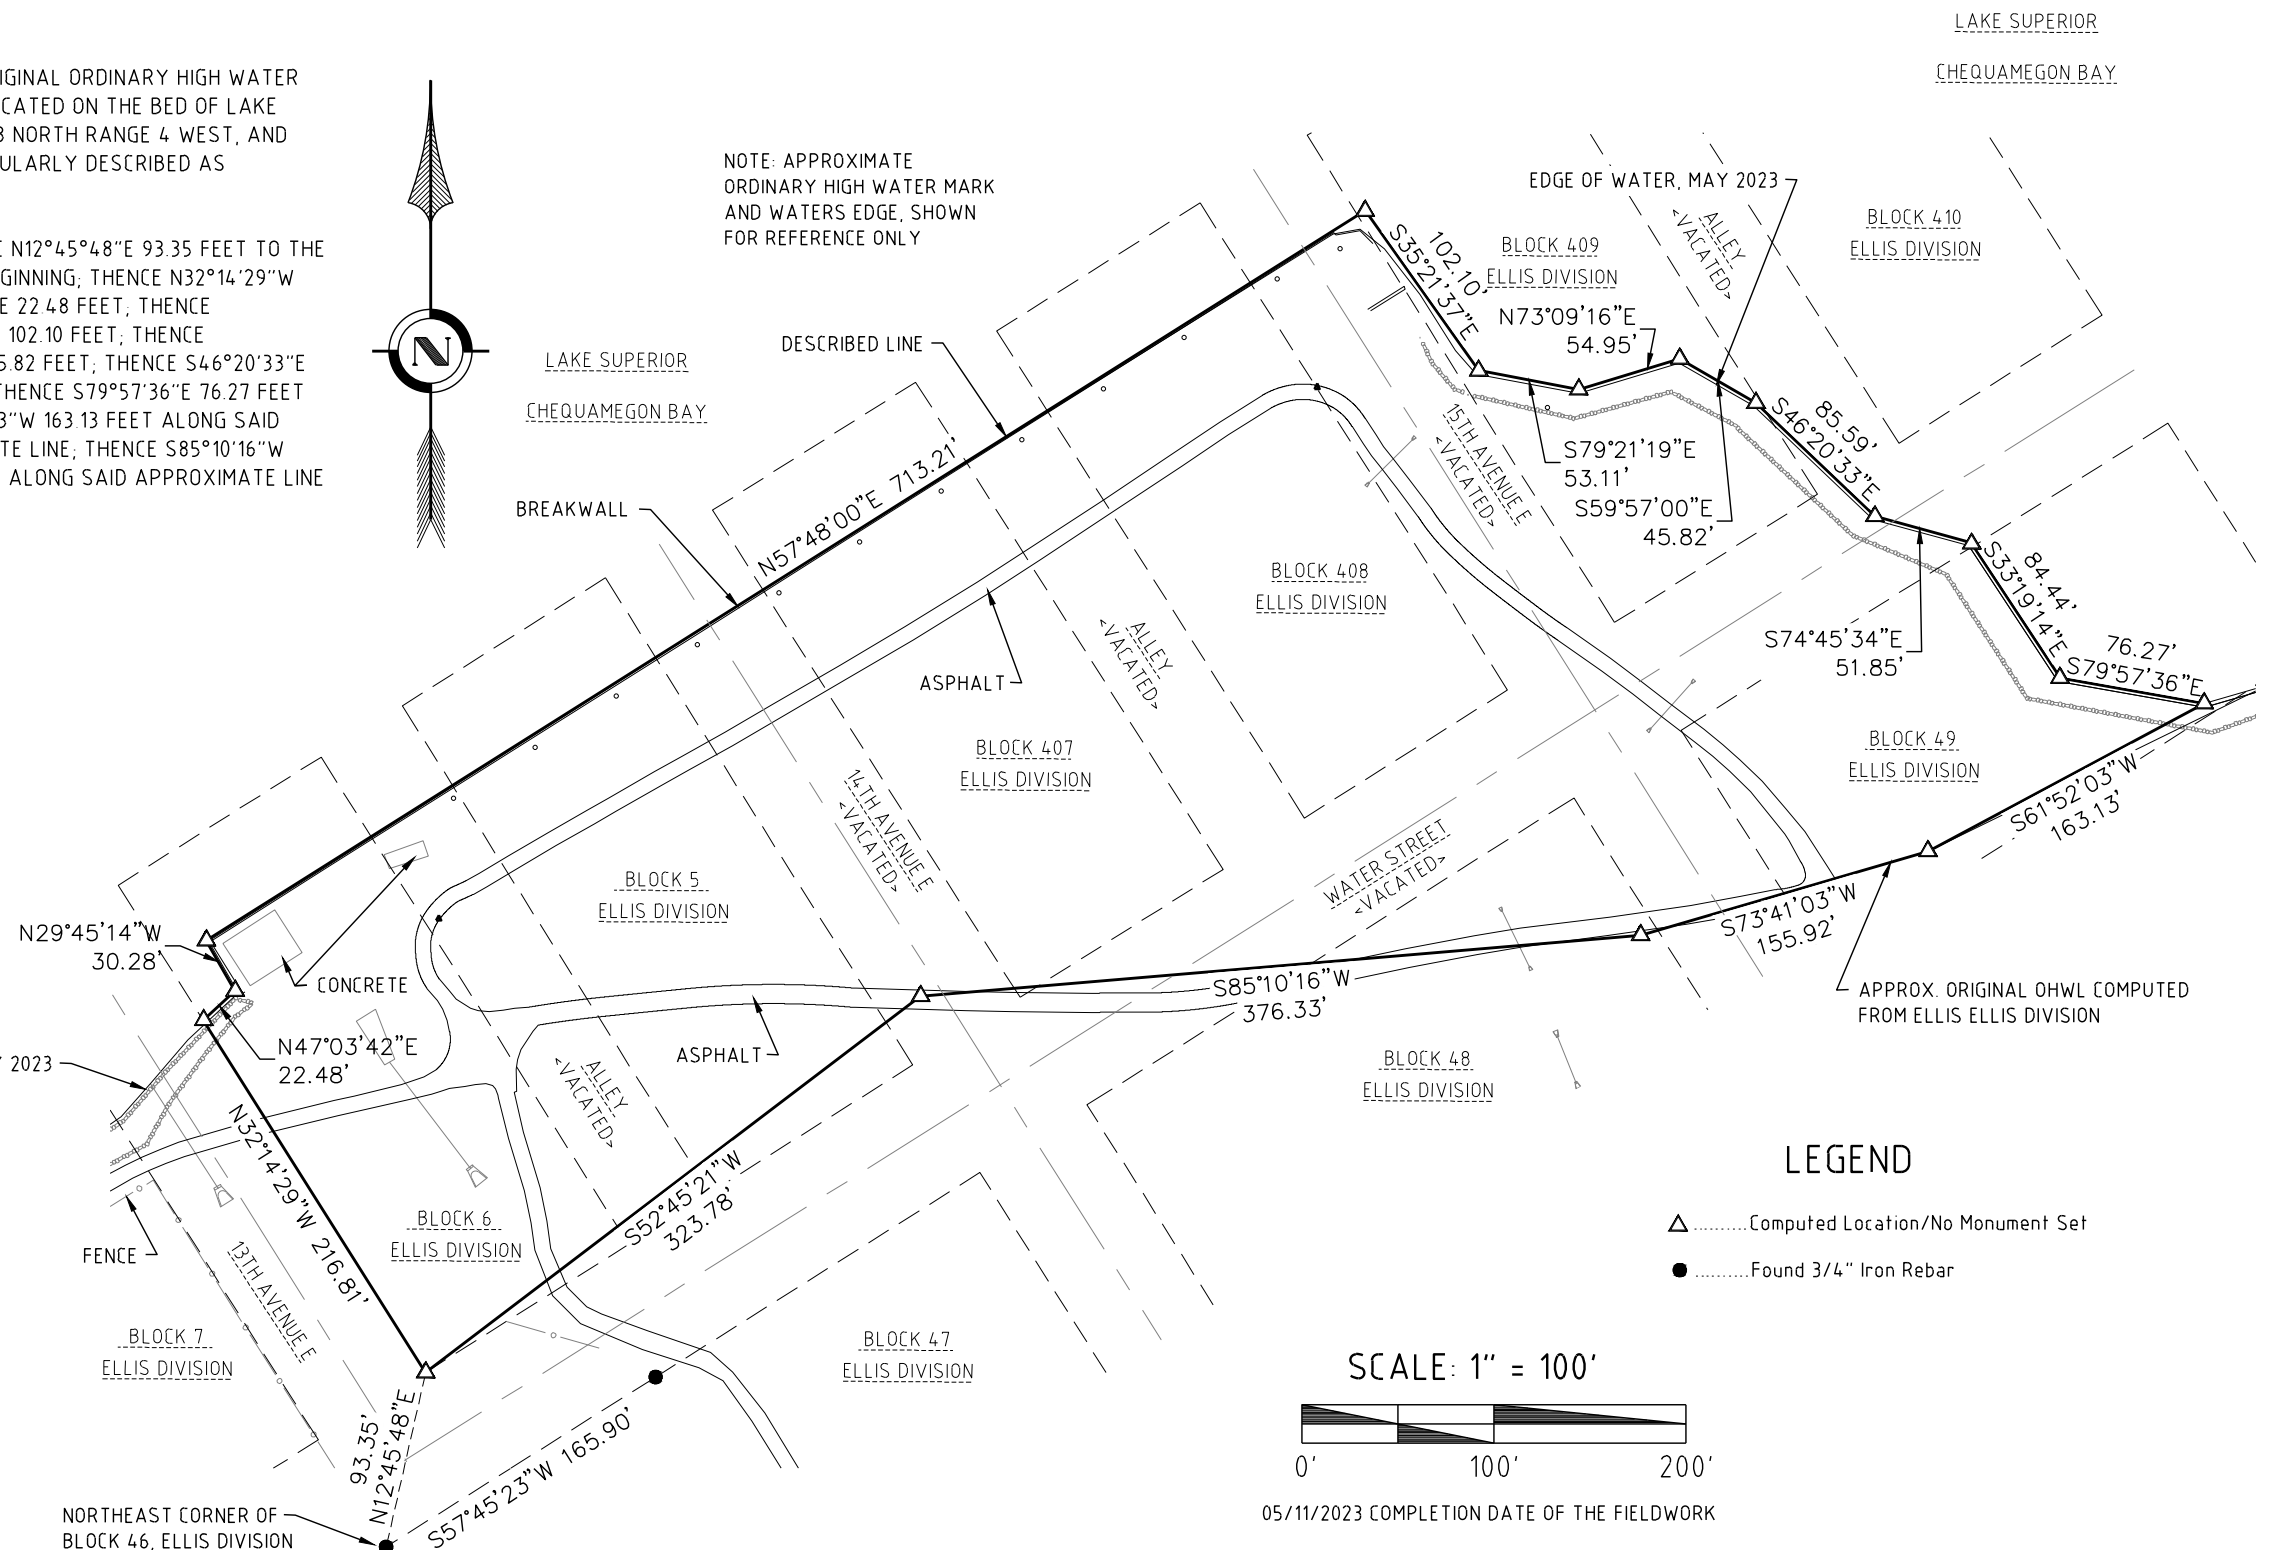 LAKE SUPERIOR
CHEQUAMEGON BAY
IGINAL ORDINARY HIGH WATER
CATED ON THE BED OF LAKE
NORTH RANGE 4 WEST, AND
ULARLY DESCRIBED AS
N12°45'48"E 93.35 FEET TO THE
GINNING; THENCE N32°14'29"W
E 22.48 FEET; THENCE
102.10 FEET; THENCE
5.82 FEET; THENCE S46°20'33"E
THENCE S79°57'36"E 76.27 FEET
3"W 163.13 FEET ALONG SAID
TE LINE; THENCE S85°10'16"W
ALONG SAID APPROXIMATE LINE
N
NOTE: APPROXIMATE
ORDINARY HIGH WATER MARK
AND WATERS EDGE, SHOWN
FOR REFERENCE ONLY
LAKE SUPERIOR
CHEQUAMEGON BAY
DESCRIBED LINE
BREAKWALL
N57°48'00"E 713.21'
EDGE OF WATER, MAY 2023
102.10'
S35°21'37"E
BLOCK 409
ELLIS DIVISION
ALLEY
<VACATED>
BLOCK 410
ELLIS DIVISION
N73°09'16"E
54.95'
S79°21'19"E
53.11'
S59°57'00"E
45.82'
85.59'
S46°20'33"E
15TH AVENUE E
<VACATED>
S74°45'34"E
51.85'
84.44'
S33°19'14"E
76.27'
S79°57'36"E
BLOCK 408
ELLIS DIVISION
ALLEY
<VACATED>
ASPHALT
BLOCK 407
ELLIS DIVISION
BLOCK 49
ELLIS DIVISION
S61°52'03"W
163.13'
14TH AVENUE E
<VACATED>
WATER STREET
<VACATED>
BLOCK 5
ELLIS DIVISION
S73°41'03"W
155.92'
N29°45'14"W
30.28'
CONCRETE
S85°10'16"W
376.33'
APPROX. ORIGINAL OHWL COMPUTED
FROM ELLIS ELLIS DIVISION
N47°03'42"E
22.48'
2023
ASPHALT
ALLEY
<VACATED>
BLOCK 48
ELLIS DIVISION
N32°14'29"W 216.81'
S52°45'21"W
323.78'
BLOCK 6
ELLIS DIVISION
FENCE
13TH AVENUE E
BLOCK 7
ELLIS DIVISION
BLOCK 47
ELLIS DIVISION
93.35'
N12°45'48"E
S57°45'23"W 165.90'
NORTHEAST CORNER OF
BLOCK 46, ELLIS DIVISION
LEGEND
Computed Location/No Monument Set
Found 3/4" Iron Rebar
SCALE: 1" = 100'
0' 100' 200'
05/11/2023 COMPLETION DATE OF THE FIELDWORK